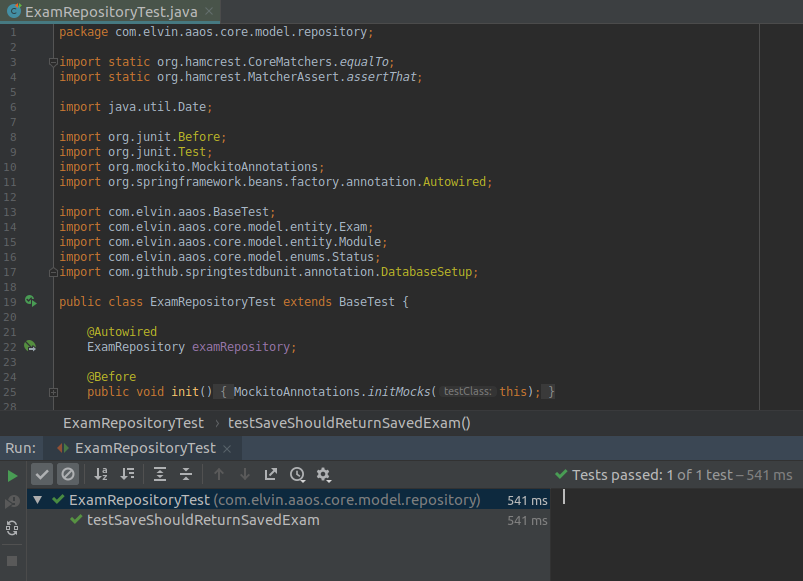 ExamRepositoryTest.java
1 package com.elvin.aaos.core.model.repository;
2
3 import static org.hamcrest.CoreMatchers.equalTo;
4 import static org.hamcrest.MatcherAssert.assertThat;
5
6 import java.util.Date;
7
8 import org.junit.Before;
9 import org.junit.Test;
10 import org.mockito.MockitoAnnotations;
11 import org.springframework.beans.factory.annotation.Autowired;
12
13 import com.elvin.aaos.BaseTest;
14 import com.elvin.aaos.core.model.entity.Exam;
15 import com.elvin.aaos.core.model.entity.Module;
16 import com.elvin.aaos.core.model.enums.Status;
17 import com.github.springtestdbunit.annotation.DatabaseSetup;
18
19 public class ExamRepositoryTest extends BaseTest {
20
21 @Autowired
22 ExamRepository examRepository;
23
24 @Before
25 public void init() { MockitoAnnotations.initMocks( testClass: this); }
28
ExamRepositoryTest › testSaveShouldReturnSavedExam()
Run: ExamRepositoryTest
Tests passed: 1 of 1 test – 541 ms
ExamRepositoryTest (com.elvin.aaos.core.model.repository) 541 ms
testSaveShouldReturnSavedExam 541 ms